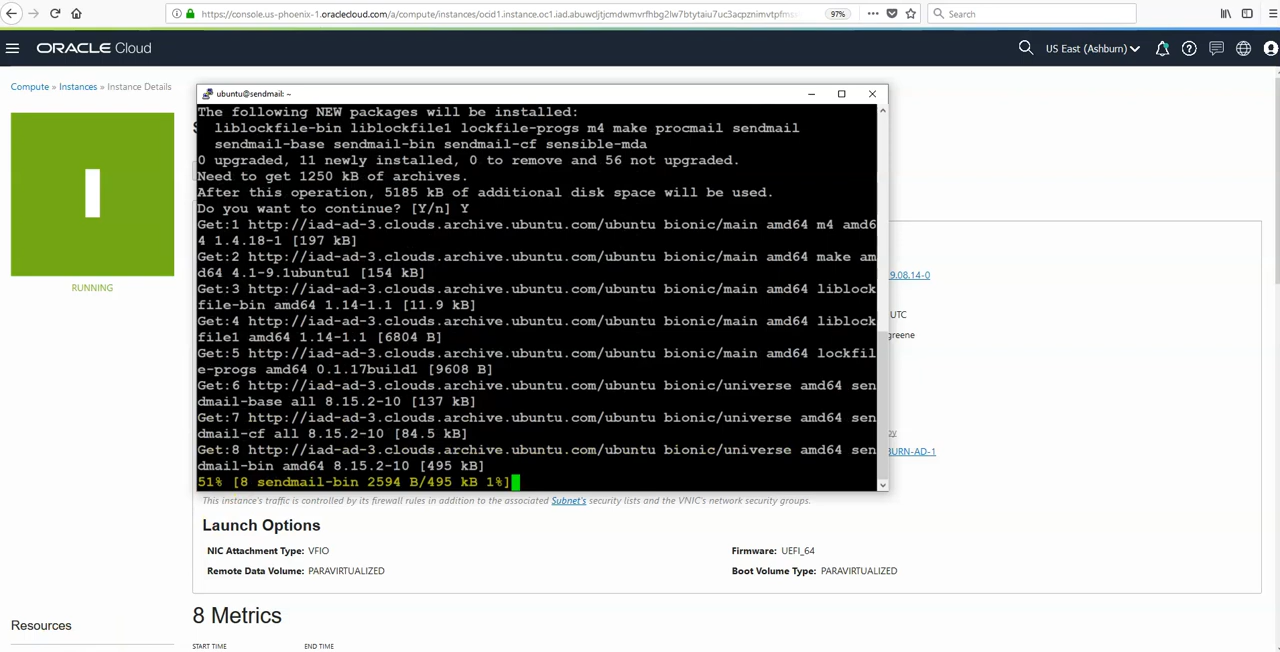 https://console.us-phoenix-1.oraclecloud.com/a/compute/instances/ocid1.instance.oc1.iad.
97%
Search
ORACLE Cloud
US East (Ashburn)
Compute » Instances » Instance Details
RUNNING
ubuntu@sendmail: ~
The following NEW packages will be installed:
liblockfile-bin liblockfile1 lockfile-progs m4 make procmail sendmail
sendmail-base sendmail-bin sendmail-cf sensible-mda
0 upgraded, 11 newly installed, 0 to remove and 56 not upgraded.
Need to get 1250 kB of archives.
After this operation, 5185 kB of additional disk space will be used.
Do you want to continue? [Y/n] Y
Get:1 http://iad-ad-3.clouds.archive.ubuntu.com/ubuntu bionic/main amd64 m4 amd6
4 1.4.18-1 [197 kB]
Get:2 http://iad-ad-3.clouds.archive.ubuntu.com/ubuntu bionic/main amd64 make am
d64 4.1-9.1ubuntu1 [154 kB]
Get:3 http://iad-ad-3.clouds.archive.ubuntu.com/ubuntu bionic/main amd64 liblock
file-bin amd64 1.14-1.1 [11.9 kB]
Get:4 http://iad-ad-3.clouds.archive.ubuntu.com/ubuntu bionic/main amd64 liblock
file1 amd64 1.14-1.1 [6804 B]
Get:5 http://iad-ad-3.clouds.archive.ubuntu.com/ubuntu bionic/main amd64 lockfil
e-progs amd64 0.1.17build1 [9608 B]
Get:6 http://iad-ad-3.clouds.archive.ubuntu.com/ubuntu bionic/universe amd64 sen
dmail-base all 8.15.2-10 [137 kB]
Get:7 http://iad-ad-3.clouds.archive.ubuntu.com/ubuntu bionic/universe amd64 sen
dmail-cf all 8.15.2-10 [84.5 kB]
Get:8 http://iad-ad-3.clouds.archive.ubuntu.com/ubuntu bionic/universe amd64 sen
dmail-bin amd64 8.15.2-10 [495 kB]
51% [8 sendmail-bin 2594 B/495 kB 1%]
9.08.14-0
UTC
greene
py
BURN-AD-1
This instance's traffic is controlled by its firewall rules in addition to the associated Subnet's security lists and the VNIC's network security groups.
Launch Options
NIC Attachment Type: VFIO
Firmware: UEFI_64
Remote Data Volume: PARAVIRTUALIZED
Boot Volume Type: PARAVIRTUALIZED
8 Metrics
Resources
START TIME
END TIME